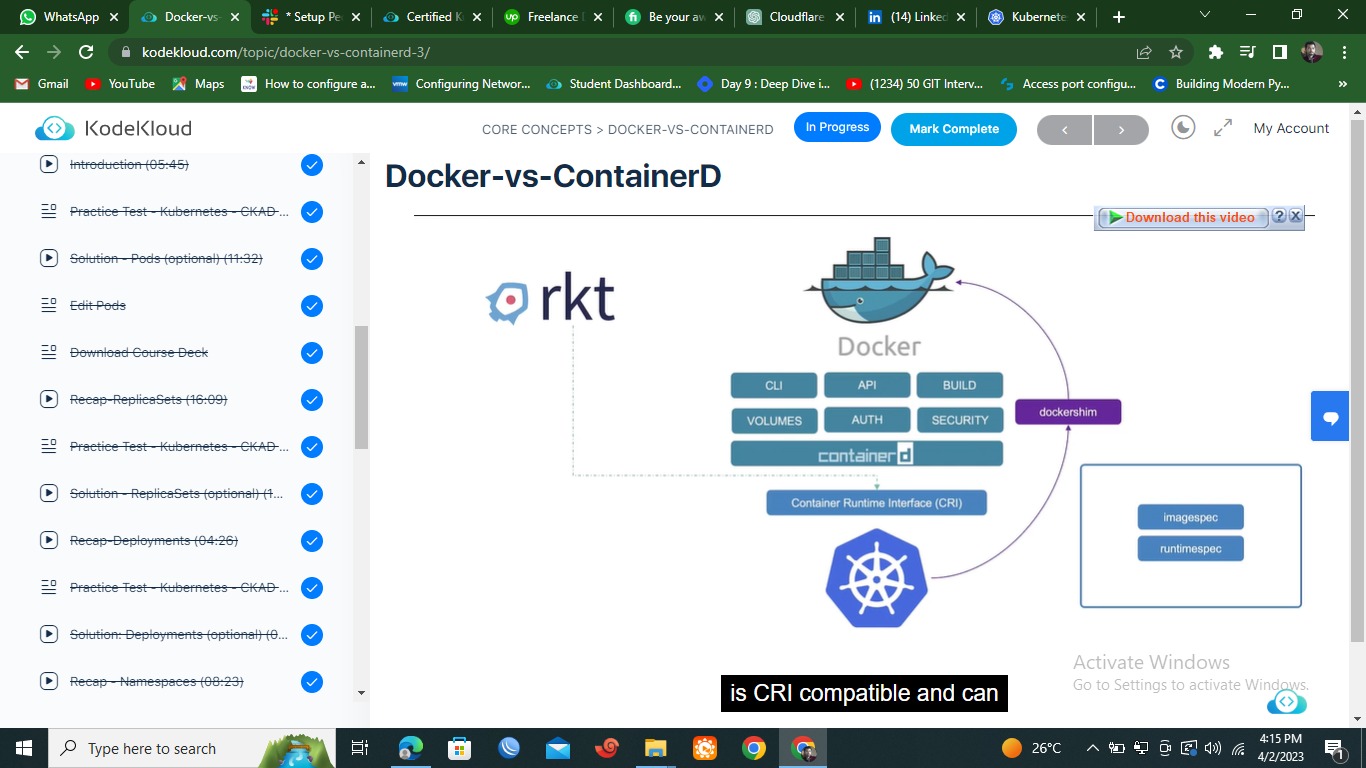 WhatsApp
Docker-vs-
* Setup Pe
Certified K
Freelance
Be your aw
Cloudflare
(14) Linked
Kubernete
kodekloud.com/topic/docker-vs-containerd-3/
Gmail
YouTube
Maps
How to configure a...
Configuring Networ...
Student Dashboard...
Day 9 : Deep Dive i...
(1234) 50 GIT Interv...
Access port configu...
Building Modern Py...
»
KodeKloud
CORE CONCEPTS > DOCKER-VS-CONTAINERD
In Progress
Mark Complete
<
>
My Account
Introduction (05:45)
Practice Test - Kubernetes - CKAD ...
Solution - Pods (optional) (11:32)
Edit Pods
Download Course Deck
Recap-ReplicaSets (16:09)
Practice Test - Kubernetes - CKAD ...
Solution - ReplicaSets (optional) (1...
Recap-Deployments (04:26)
Practice Test - Kubernetes - CKAD ...
Solution: Deployments (optional) (0...
Recap - Namespaces (08:23)
Docker-vs-ContainerD
Download this video
? X
rkt
Docker
CLI
API
BUILD
VOLUMES
AUTH
SECURITY
containerd
dockershim
Container Runtime Interface (CRI)
imagespec
runtimespec
is CRI compatible and can
Activate Windows
Go to Settings to activate Windows.
Type here to search
26°C
4:15 PM
4/2/2023
1